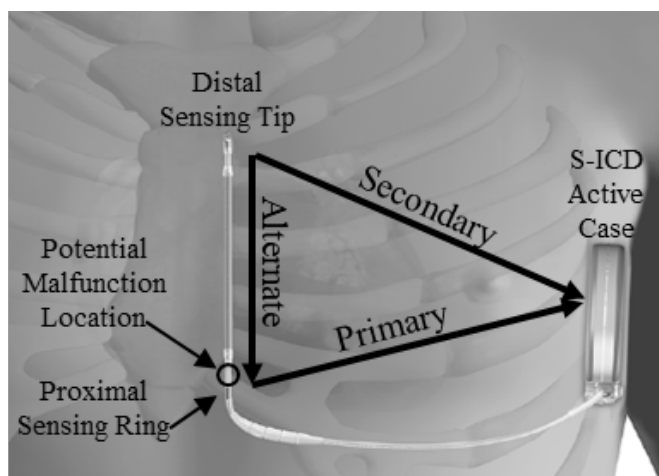 Distal
Sensing Tip
S-ICD
Active
Case
Secondary
Alternate
Potential
Malfunction
Location
Primary
Proximal
Sensing Ring